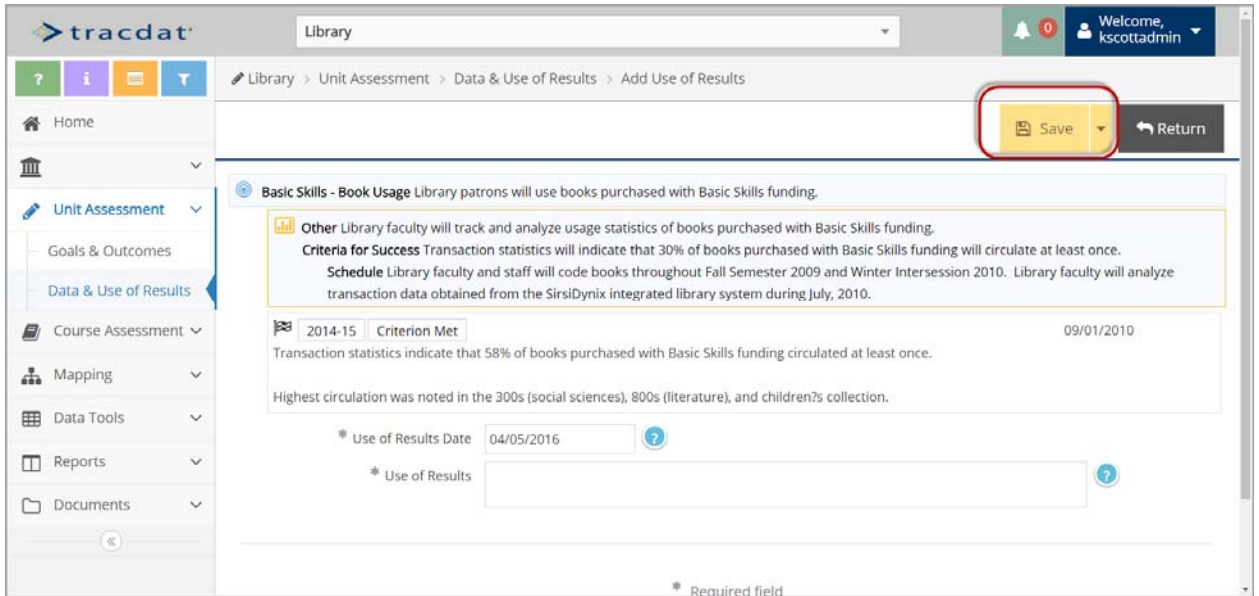 tracdat
Library
0
Welcome,
kscottadmin
?
i
Library > Unit Assessment > Data & Use of Results > Add Use of Results
Home
Save
Return
Unit Assessment
Goals & Outcomes
Data & Use of Results
Course Assessment
Mapping
Data Tools
Reports
Documents
Basic Skills - Book Usage Library patrons will use books purchased with Basic Skills funding.
Other Library faculty will track and analyze usage statistics of books purchased with Basic Skills funding.
Criteria for Success Transaction statistics will indicate that 30% of books purchased with Basic Skills funding will circulate at least once.
Schedule Library faculty and staff will code books throughout Fall Semester 2009 and Winter Intersession 2010. Library faculty will analyze
transaction data obtained from the SirsiDynix integrated library system during July, 2010.
2014-15 Criterion Met 09/01/2010
Transaction statistics indicate that 58% of books purchased with Basic Skills funding circulated at least once.
Highest circulation was noted in the 300s (social sciences), 800s (literature), and children?s collection.
* Use of Results Date 04/05/2016 ?
* Use of Results ?
* Required field